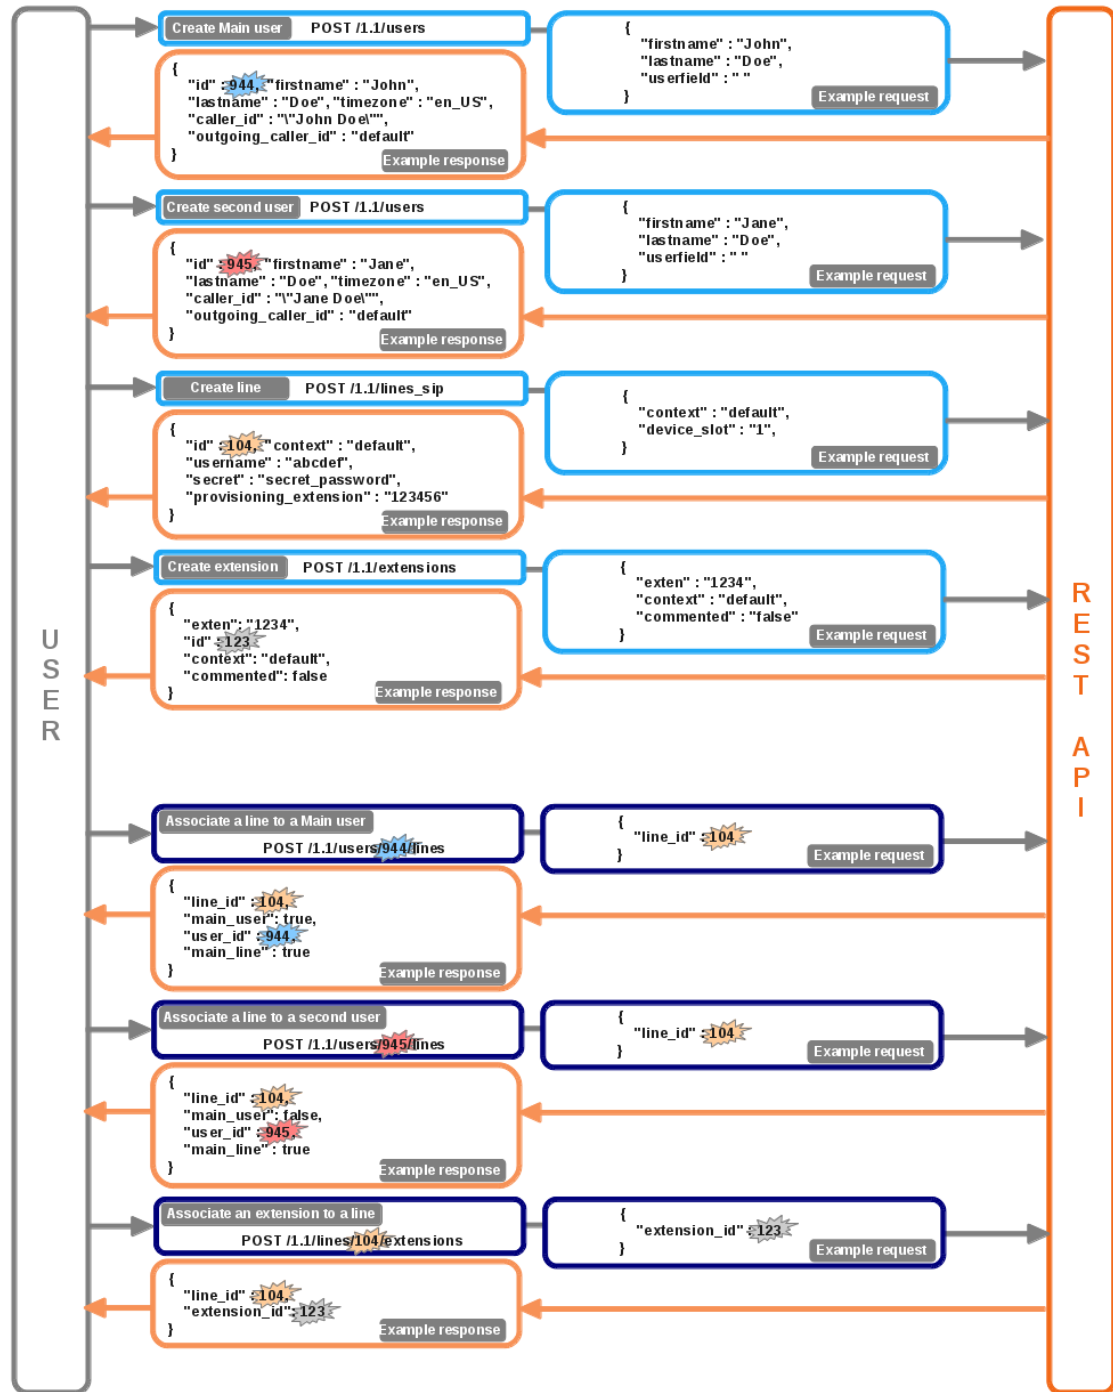 USER
REST API
Create Main user POST /1.1/users
{
"firstname" : "John",
"lastname" : "Doe",
"userfield" : " "
}
Example request
{
"id" : 944, "firstname" : "John",
"lastname" : "Doe", "timezone" : "en_US",
"caller_id" : "\"John Doe\"",
"outgoing_caller_id" : "default"
}
Example response
Create second user POST /1.1/users
{
"firstname" : "Jane",
"lastname" : "Doe",
"userfield" : " "
}
Example request
{
"id" : 945, "firstname" : "Jane",
"lastname" : "Doe", "timezone" : "en_US",
"caller_id" : "\"Jane Doe\"",
"outgoing_caller_id" : "default"
}
Example response
Create line POST /1.1/lines_sip
{
"context" : "default",
"device_slot" : "1",
}
Example request
{
"id" : 104, "context" : "default",
"username" : "abcdef",
"secret" : "secret_password",
"provisioning_extension" : "123456"
}
Example response
Create extension POST /1.1/extensions
{
"exten" : "1234",
"context" : "default",
"commented" : "false"
}
Example request
{
"exten": "1234",
"id" : 123
"context": "default",
"commented": false
}
Example response
Associate a line to a Main user
POST /1.1/users/944/lines
{
"line_id" : 104
}
Example request
{
"line_id" : 104,
"main_user": true,
"user_id" : 944,
"main_line" : true
}
Example response
Associate a line to a second user
POST /1.1/users/945/lines
{
"line_id" : 104
}
Example request
{
"line_id" : 104,
"main_user": false,
"user_id" : 945,
"main_line" : true
}
Example response
Associate an extension to a line
POST /1.1/lines/104/extensions
{
"extension_id" : 123
}
Example request
{
"line_id" : 104,
"extension_id": 123
}
Example response